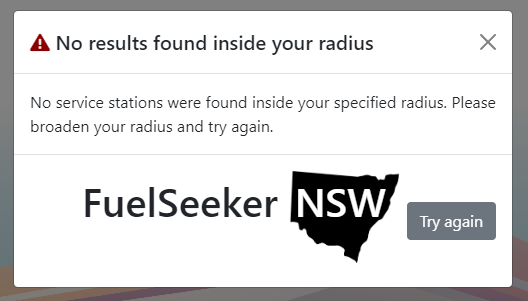 No results found inside your radius
No service stations were found inside your specified radius. Please
broaden your radius and try again.
FuelSeeker NSW
Try again